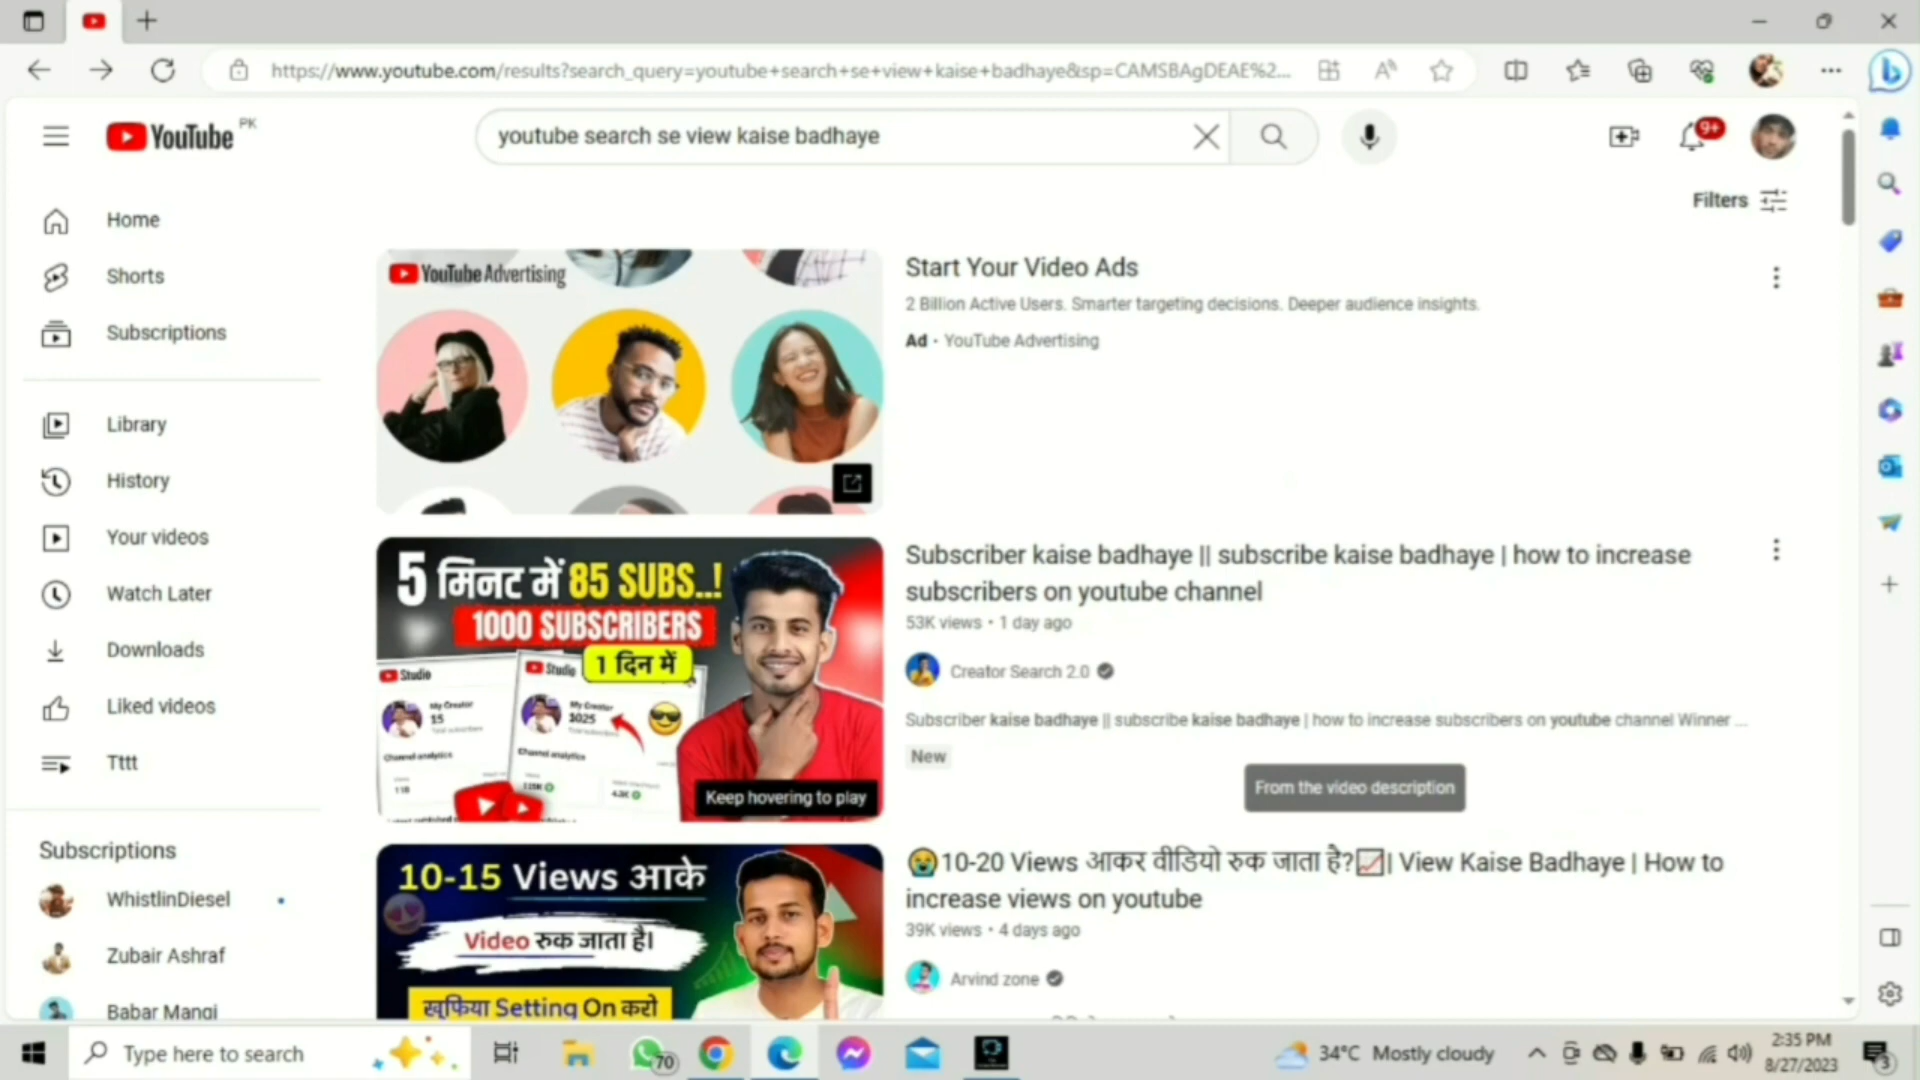 https://www.youtube.com/results?search_query=youtube+search+se+view+kaise+badhaye&sp=CAMSBAgDEAE%2...
YouTube PK
youtube search se view kaise badhaye
9+
Filters
Home
Shorts
Subscriptions
Library
History
Your videos
Watch Later
Downloads
Liked videos
Tttt
Subscriptions
WhistlinDiesel
Zubair Ashraf
Babar Mangi
YouTube Advertising
Start Your Video Ads
2 Billion Active Users. Smarter targeting decisions. Deeper audience insights.
Ad · YouTube Advertising
5 मिनट में 85 SUBS..!
1000 SUBSCRIBERS
1 दिन में
Studio
My Creator
15
Channel analytics
Studio
My Creator
Channel analytics
Keep hovering to play
Subscriber kaise badhaye || subscribe kaise badhaye | how to increase
subscribers on youtube channel
53K views • 1 day ago
Creator Search 2.0
Subscriber kaise badhaye || subscribe kaise badhaye | how to increase subscribers on youtube channel Winner ...
New
From the video description
10-15 Views आके
Video रुक जाता है।
खुफिया Setting On करो
😭10-20 Views आकर वीडियो रुक जाता है?📈| View Kaise Badhaye | How to
increase views on youtube
39K views • 4 days ago
Arvind zone
Type here to search
70
34°C Mostly cloudy
2:35 PM
8/27/2023
3